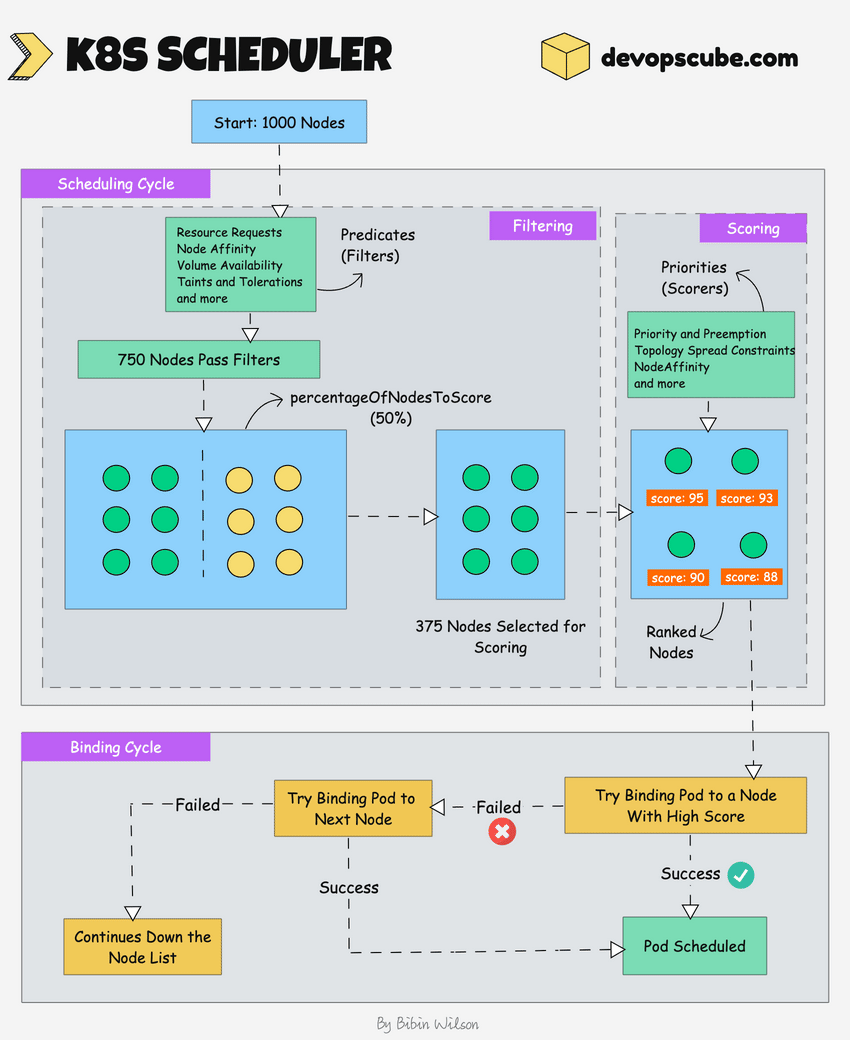 K8S SCHEDULER
devopscube.com
Start: 1000 Nodes
Scheduling Cycle
Filtering
Resource Requests
Node Affinity
Volume Availability
Taints and Tolerations
and more
Predicates
(Filters)
750 Nodes Pass Filters
percentageOfNodesToScore
(50%)
375 Nodes Selected for
Scoring
Scoring
Priorities
(Scorers)
Priority and Preemption
Topology Spread Constraints
NodeAffinity
and more
score: 95
score: 93
score: 90
score: 88
Ranked
Nodes
Binding Cycle
Try Binding Pod to a Node
With High Score
Failed
Try Binding Pod to
Next Node
Failed
Success
Success
Continues Down the
Node List
Pod Scheduled
By Bibin Wilson